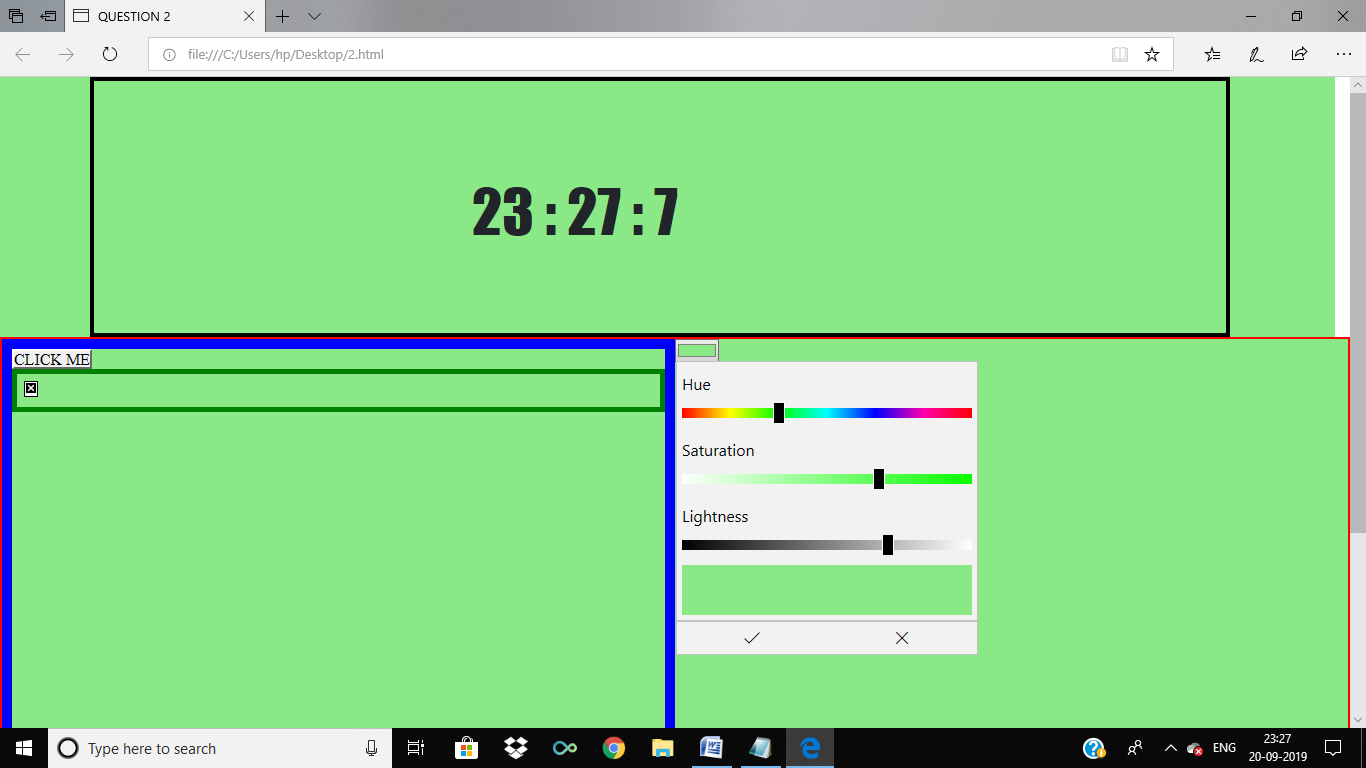 QUESTION 2
file:///C:/Users/hp/Desktop/2.html
23 : 27 : 7
CLICK ME
Hue
Saturation
Lightness
Type here to search
ENG
23:27
20-09-2019